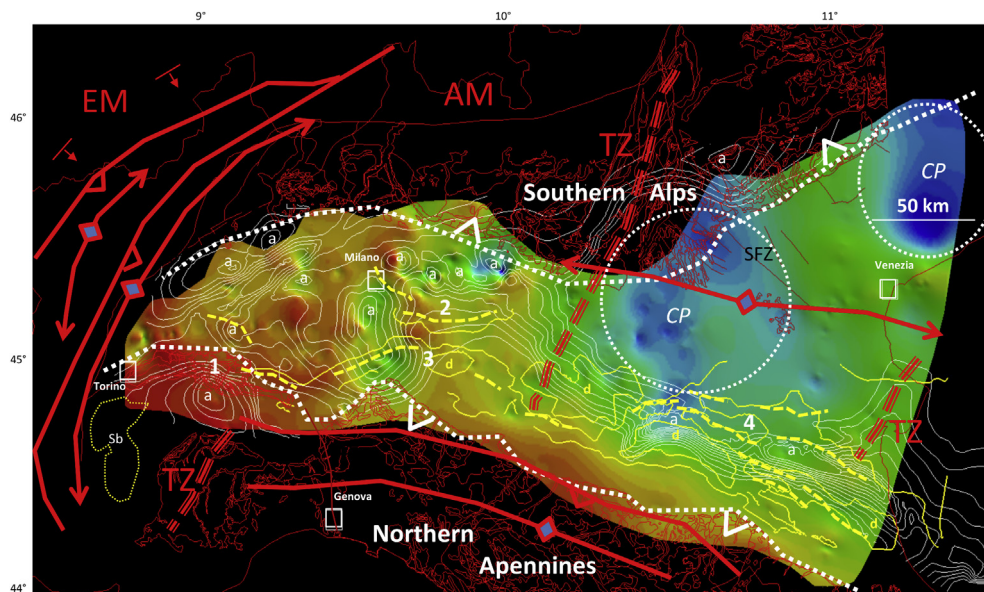 9°
10°
11°
46°
EM
AM
TZ
a
CP
Southern Alps
50 km
a
a
a
Milano
a
a
a
a
SFZ
Venezia
a
2
CP
a
45°
1
3
d
Torino
d
a
a
d
4
TZ
Sb
a
TZ
Genova
d
Northern
Apennines
44°